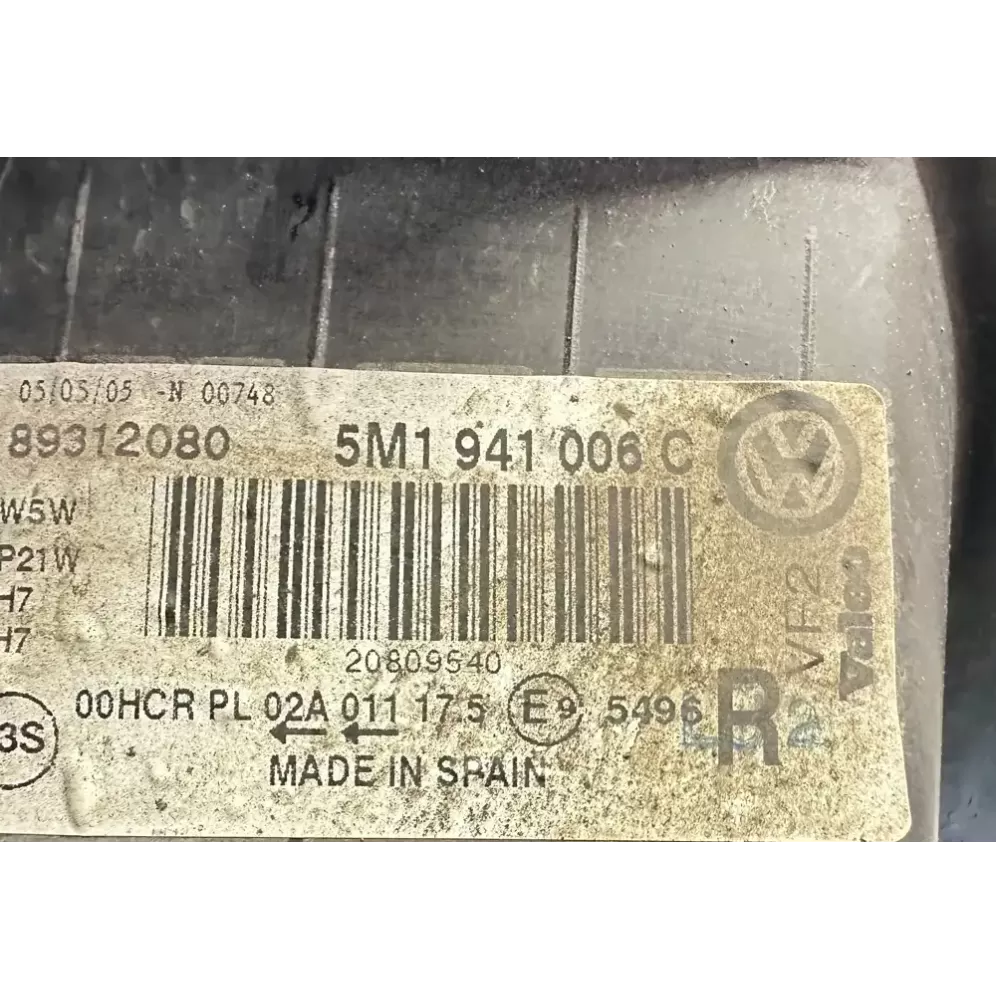 05/05/05 -N 00748
89312080 5M1 941 006 C
W5W
P21W
H7
H7
20809540
VF2
Valeo
3S
00HCR PL 02A 011 17.5 E9 5496 R
MADE IN SPAIN